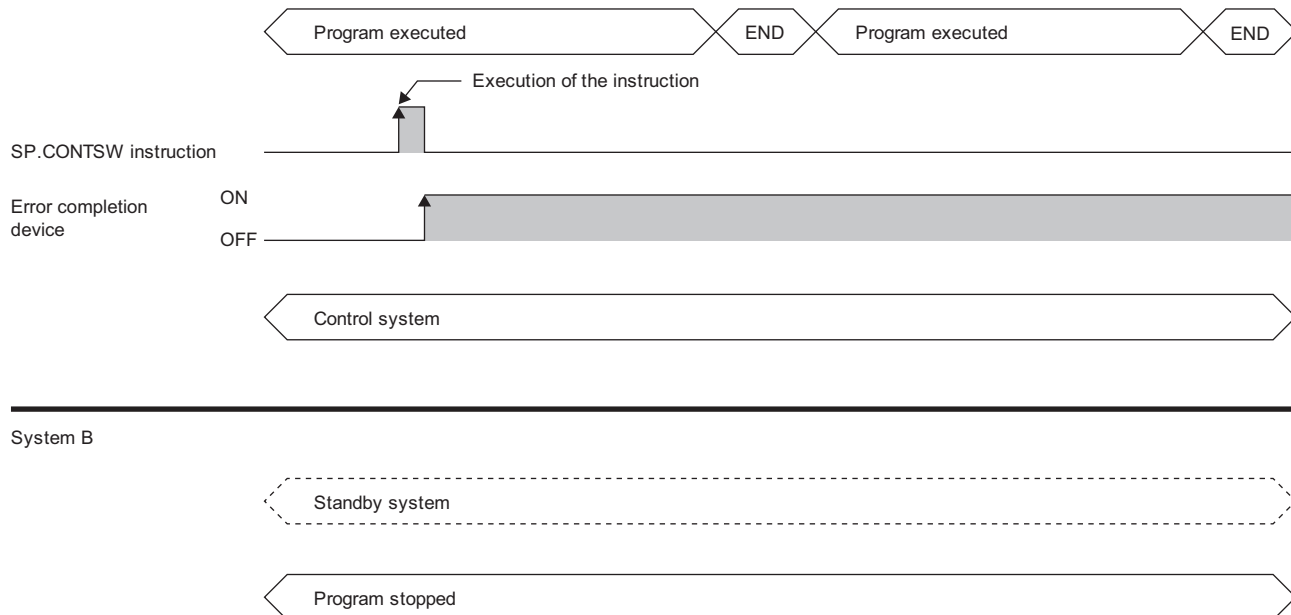 Program executed
END
Program executed
END
Execution of the instruction
SP.CONTSW instruction
Error completion
device
ON
OFF
Control system
System B
Standby system
Program stopped